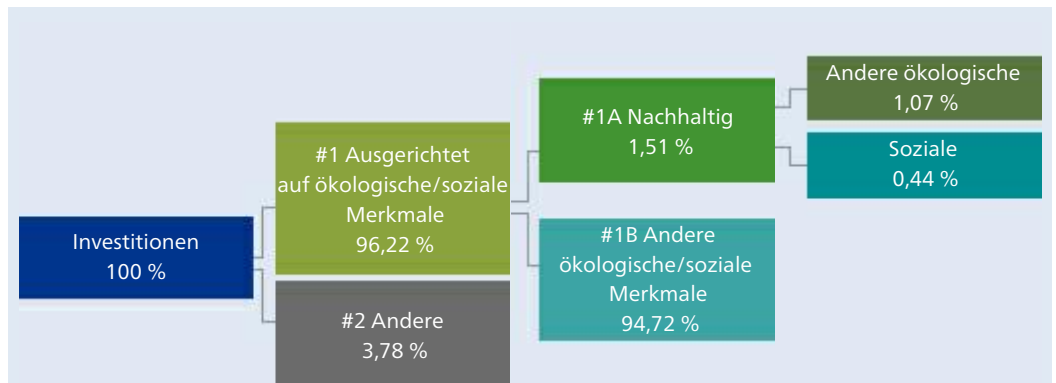 Investitionen
100 %
#1 Ausgerichtet
auf ökologische/soziale
Merkmale
96,22 %
#2 Andere
3,78 %
#1A Nachhaltig
1,51 %
#1B Andere
ökologische/soziale
Merkmale
94,72 %
Andere ökologische
1,07 %
Soziale
0,44 %